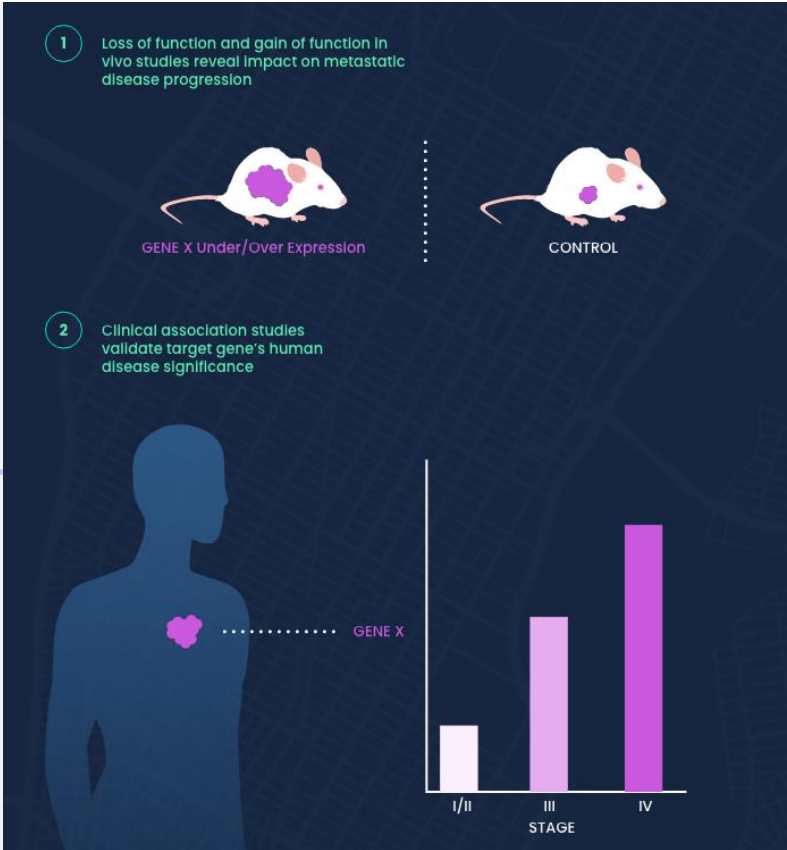 1
Loss of function and gain of function in
vivo studies reveal impact on metastatic
disease progression
GENE X Under/Over Expression
CONTROL
2
Clinical association studies
validate target gene's human
disease significance
GENE X
I/II
III
IV
STAGE